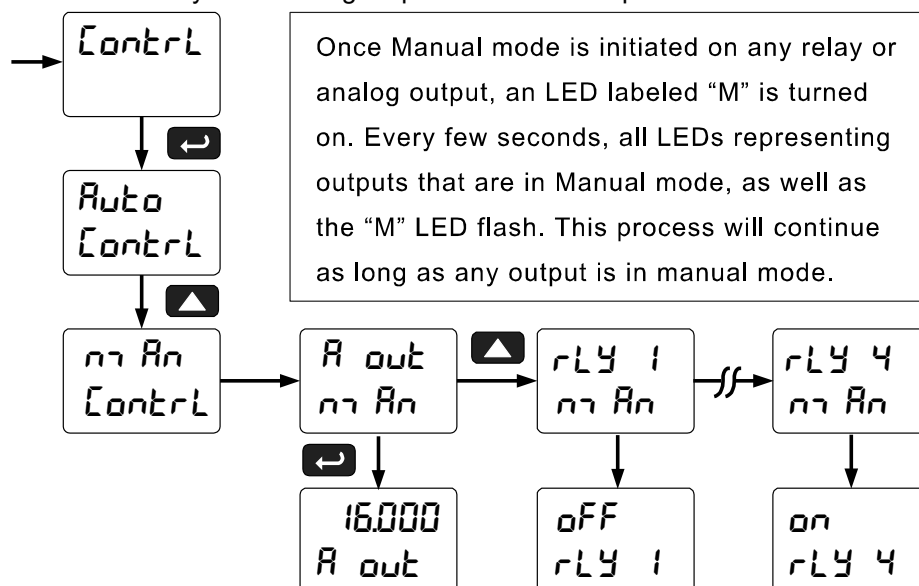 ContrL
Once Manual mode is initiated on any relay or
analog output, an LED labeled “M” is turned
on. Every few seconds, all LEDs representing
outputs that are in Manual mode, as well as
the “M” LED flash. This process will continue
as long as any output is in manual mode.
Auto
ContrL
mAn
ContrL
A out
mAn
rLY 1
mAn
rLY 4
mAn
16.000
A out
oFF
rLY 1
on
rLY 4